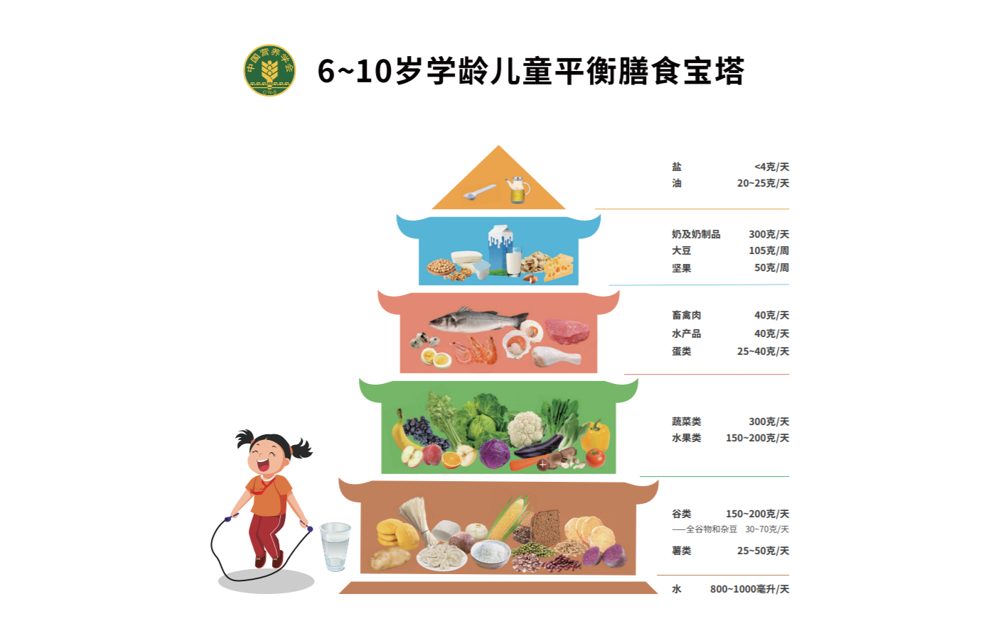 中国营养学会
C·N·S
6~10岁学龄儿童平衡膳食宝塔
盐 <4克/天
油 20~25克/天
奶及奶制品 300克/天
大豆 105克/周
坚果 50克/周
畜禽肉 40克/天
水产品 40克/天
蛋类 25~40克/天
蔬菜类 300克/天
水果类 150~200克/天
谷类 150~200克/天
——全谷物和杂豆 30~70克/天
薯类 25~50克/天
水 800~1000毫升/天